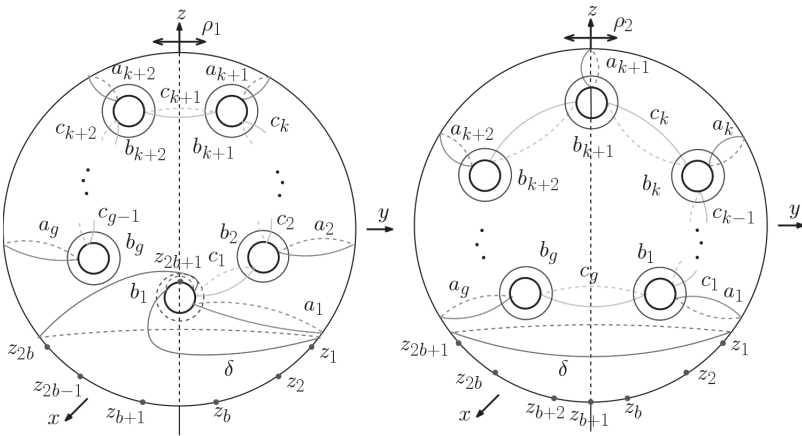 z
ρ_1
a_{k+2}
a_{k+1}
c_{k+1}
c_{k+2}
c_k
b_{k+2}
b_{k+1}
c_{g-1}
c_2
a_g
b_g
b_2
a_2
z_{2b+1}
c_1
y
b_1
a_1
δ
z_{2b}
z_1
z_{2b-1}
z_2
x
z_{b+1}
z_b
z
ρ_2
a_{k+1}
c_k
a_{k+2}
a_k
b_{k+1}
b_{k+2}
b_k
c_{k-1}
y
b_g
b_1
a_g
c_g
c_1
a_1
z_{2b+1}
δ
z_1
z_{2b}
z_2
x
z_{b+2}
z_{b+1}
z_b